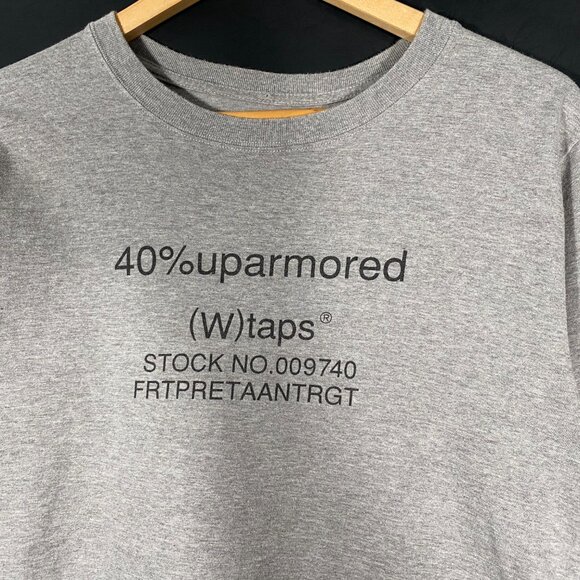 40%uparmored
(W)taps®
STOCK NO.009740
FRTPRETAANTRGT